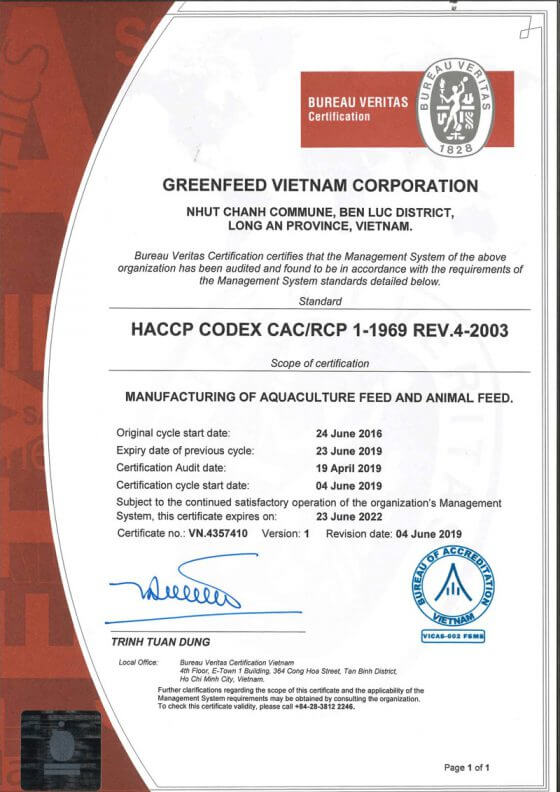 BUREAU VERITAS
Certification
BUREAU VERITAS
1828
GREENFEED VIETNAM CORPORATION
NHUT CHANH COMMUNE, BEN LUC DISTRICT,
LONG AN PROVINCE, VIETNAM.
Bureau Veritas Certification certifies that the Management System of the above
organization has been audited and found to be in accordance with the requirements of
the Management System standards detailed below.
Standard
HACCP CODEX CAC/RCP 1-1969 REV.4-2003
Scope of certification
MANUFACTURING OF AQUACULTURE FEED AND ANIMAL FEED.
Original cycle start date: 24 June 2016
Expiry date of previous cycle: 23 June 2019
Certification Audit date: 19 April 2019
Certification cycle start date: 04 June 2019
Subject to the continued satisfactory operation of the organization's Management
System, this certificate expires on: 23 June 2022
Certificate no.: VN.4357410 Version: 1 Revision date: 04 June 2019
BUREAU OF ACCREDITATION
VIETNAM
VICAS-002 FSMS
TRINH TUAN DUNG
Local Office: Bureau Veritas Certification Vietnam
4th Floor, E-Town 1 Building, 364 Cong Hoa Street, Tan Binh District,
Ho Chi Minh City, Vietnam.
Further clarifications regarding the scope of this certificate and the applicability of the
Management System requirements may be obtained by consulting the organization.
To check this certificate validity, please call +84-28-3812 2246.
Page 1 of 1